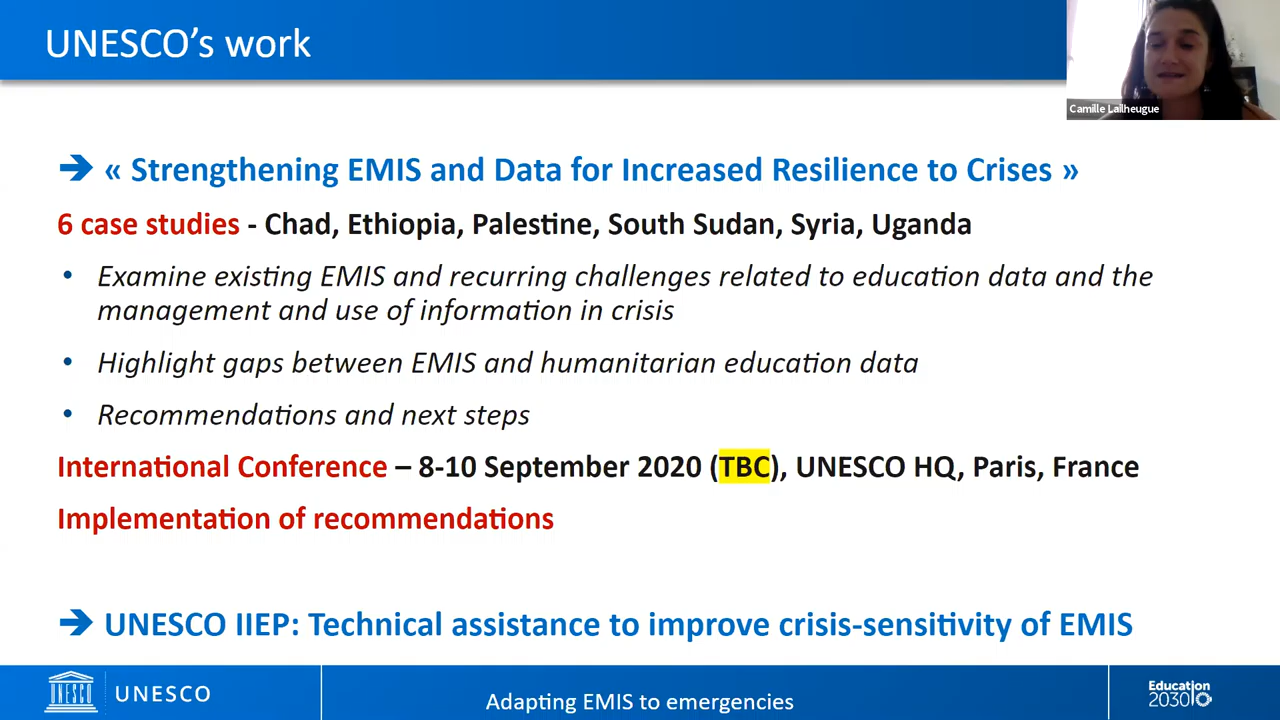 UNESCO's work
Camille Lailheugue
➔ « Strengthening EMIS and Data for Increased Resilience to Crises »
6 case studies - Chad, Ethiopia, Palestine, South Sudan, Syria, Uganda
• Examine existing EMIS and recurring challenges related to education data and the
management and use of information in crisis
• Highlight gaps between EMIS and humanitarian education data
• Recommendations and next steps
International Conference – 8-10 September 2020 (TBC), UNESCO HQ, Paris, France
Implementation of recommendations
➔ UNESCO IIEP: Technical assistance to improve crisis-sensitivity of EMIS
UNESCO
UNESCO
Adapting EMIS to emergencies
Education
2030